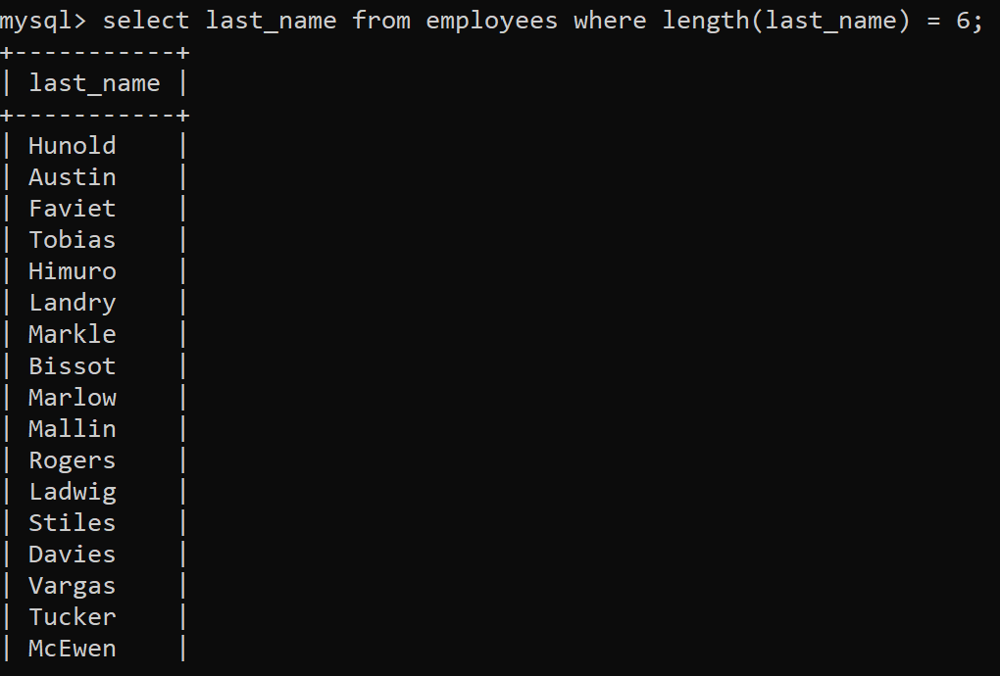 mysql> select last_name from employees where length(last_name) = 6;
+-----------+
| last_name |
+-----------+
| Hunold    |
| Austin    |
| Faviet    |
| Tobias    |
| Himuro    |
| Landry    |
| Markle    |
| Bissot    |
| Marlow    |
| Mallin    |
| Rogers    |
| Ladwig    |
| Stiles    |
| Davies    |
| Vargas    |
| Tucker    |
| McEwen    |